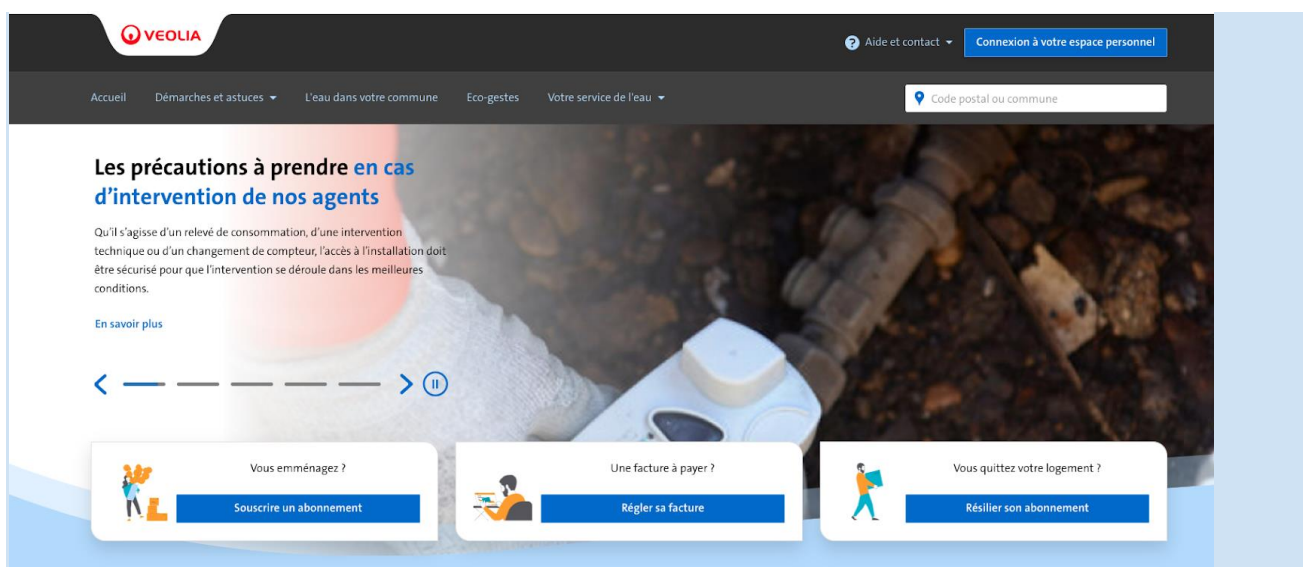 VEOLIA
Aide et contact
Connexion à votre espace personnel
Accueil
Démarches et astuces
L'eau dans votre commune
Eco-gestes
Votre service de l'eau
Code postal ou commune
Les précautions à prendre en cas
d'intervention de nos agents
Qu'il s'agisse d'un relevé de consommation, d'une intervention
technique ou d'un changement de compteur, l'accès à l'installation doit
être sécurisé pour que l'intervention se déroule dans les meilleures
conditions.
En savoir plus
Vous emménagez ?
Souscrire un abonnement
Une facture à payer ?
Régler sa facture
Vous quittez votre logement ?
Résilier son abonnement